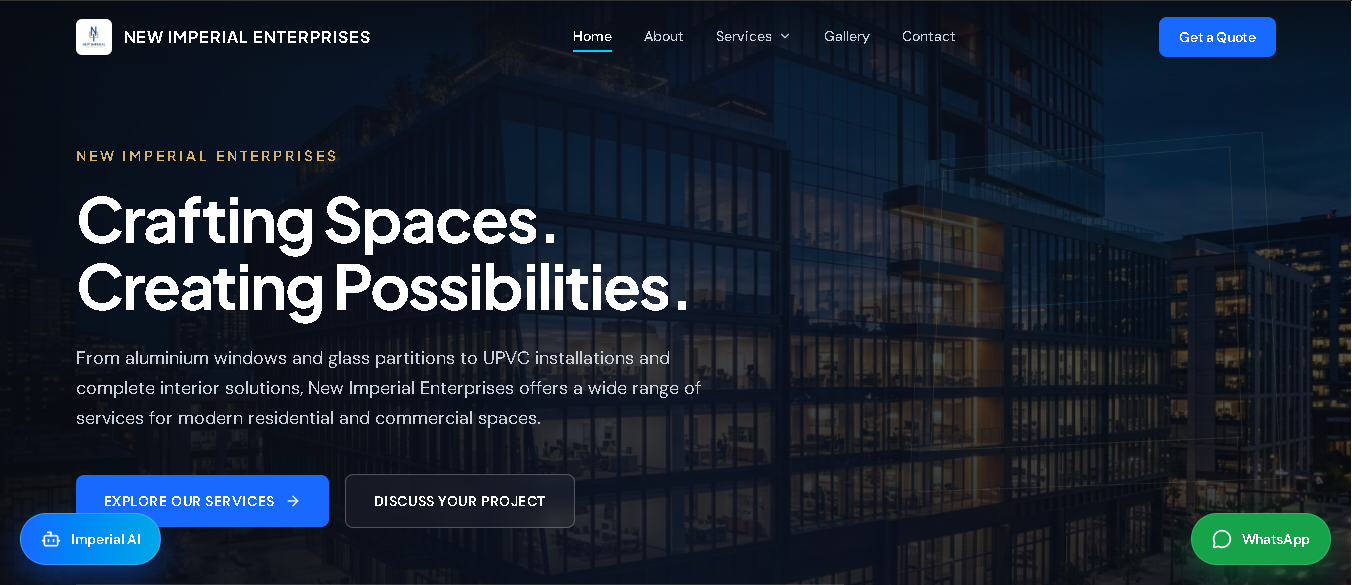 NEW IMPERIAL ENTERPRISES
Home
About
Services
Gallery
Contact
Get a Quote
NEW IMPERIAL ENTERPRISES
Crafting Spaces.
Creating Possibilities.
From aluminium windows and glass partitions to UPVC installations and
complete interior solutions, New Imperial Enterprises offers a wide range of
services for modern residential and commercial spaces.
EXPLORE OUR SERVICES →
DISCUSS YOUR PROJECT
Imperial AI
WhatsApp